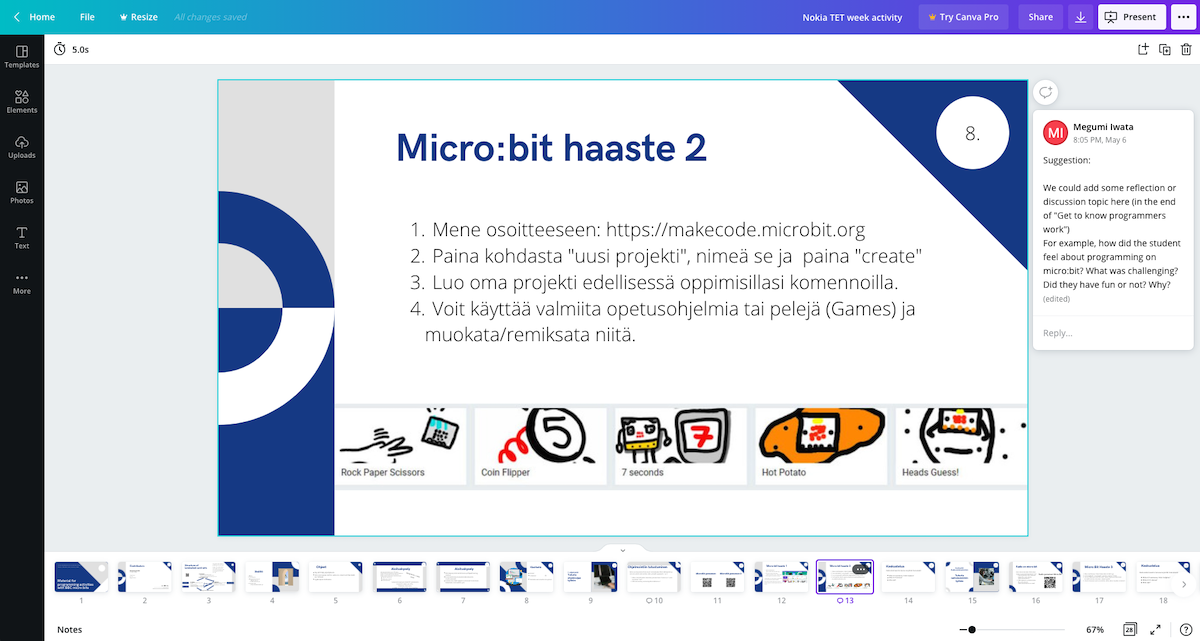 Home File Resize All changes saved Nokia TET week activity Try Canva Pro Share Present
5.0s
Templates
Elements
Uploads
Photos
Text
More
8.
Micro:bit haaste 2
1. Mene osoitteeseen: https://makecode.microbit.org
2. Paina kohdasta "uusi projekti", nimeä se ja paina "create"
3. Luo oma projekti edellisessä oppimisillasi komennoilla.
4. Voit käyttää valmiita opetusohjelmia tai pelejä (Games) ja
muokata/remiksata niitä.
5 7 2
Rock Paper Scissors Coin Flipper 7 seconds Hot Potato Heads Guess!
MI Megumi Iwata
8:05 PM, May 6
Suggestion:
We could add some reflection or
discussion topic here (in the end
of "Get to know programmers
work")
For example, how did the student
feel about programming on
micro:bit? What was challenging?
Did they have fun or not? Why?
(edited)
Reply...
1 2 3 4 5 6 7 8 9 10 11 12 13 14 15 16 17 18
Notes 67% 28